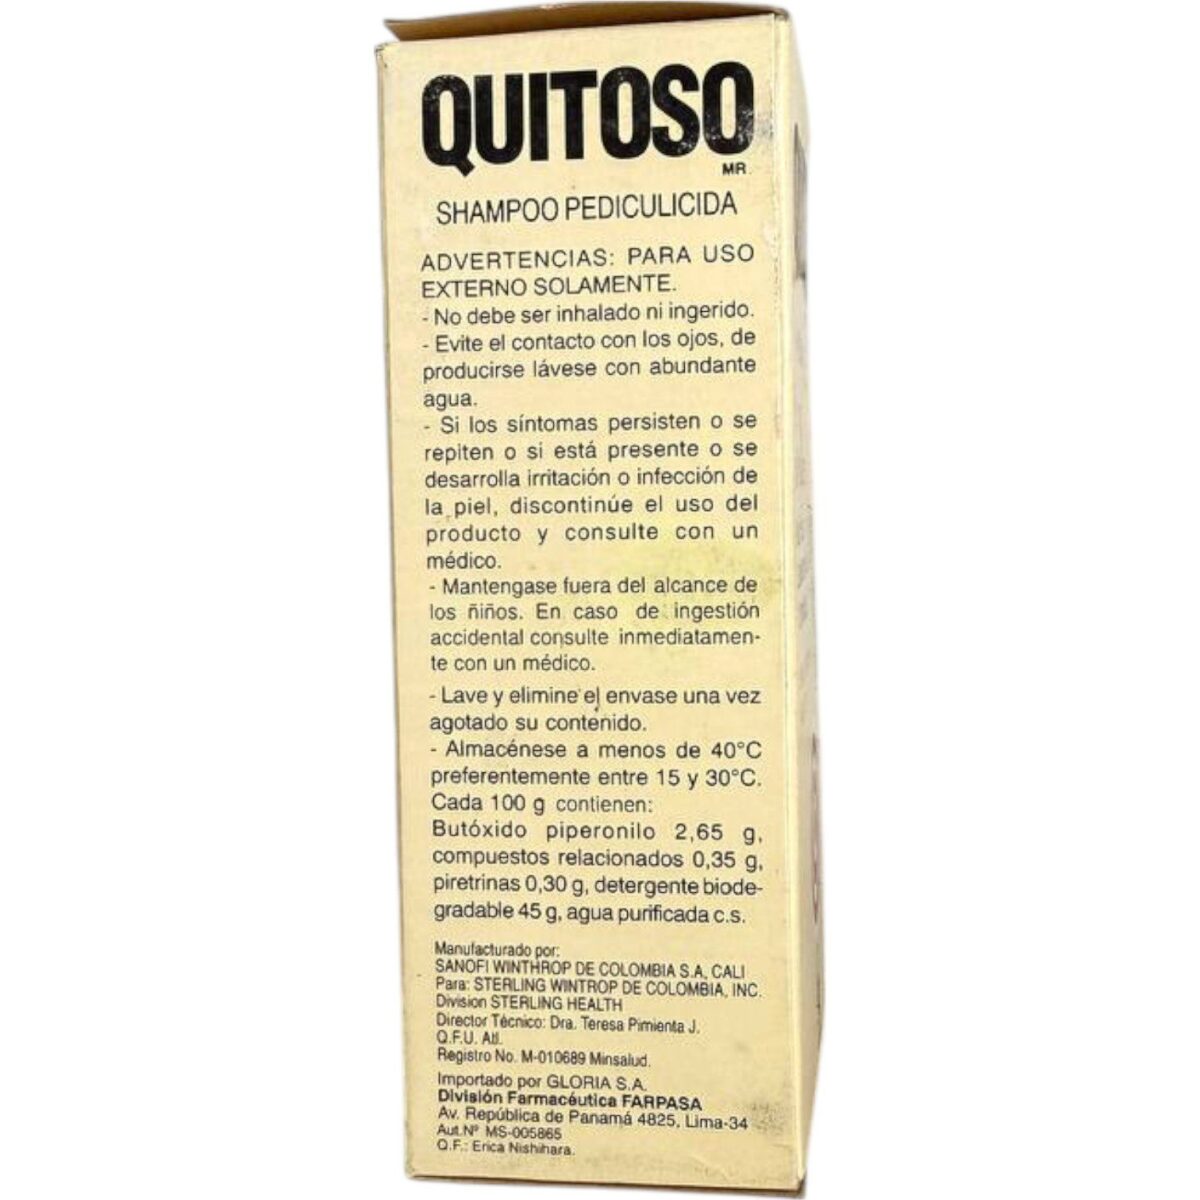 QUITOSO
MR
SHAMPOO PEDICULICIDA
ADVERTENCIAS: PARA USO
EXTERNO SOLAMENTE.
- No debe ser inhalado ni ingerido.
- Evite el contacto con los ojos, de
producirse lávese con abundante
agua.
- Si los síntomas persisten o se
repiten o si está presente o se
desarrolla irritación o infección de
la piel, discontinúe el uso del
producto y consulte con un
médico.
- Mantengase fuera del alcance de
los niños. En caso de ingestión
accidental consulte inmediatamen-
te con un médico.
- Lave y elimine el envase una vez
agotado su contenido.
- Almacénese a menos de 40°C
preferentemente entre 15 y 30°C.
Cada 100 g contienen:
Butóxido piperonilo 2,65 g,
compuestos relacionados 0,35 g,
piretrinas 0,30 g, detergente biode-
gradable 45 g, agua purificada c.s.
Manufacturado por:
SANOFI WINTHROP DE COLOMBIA S.A, CALI
Para: STERLING WINTROP DE COLOMBIA, INC.
Division STERLING HEALTH
Director Técnico: Dra. Teresa Pimienta J.
Q.F.U. Atl.
Registro No. M-010689 Minsalud.
Importado por GLORIA S.A.
División Farmacéutica FARPASA
Av. República de Panamá 4825, Lima-34
Aut.Nº MS-005865
Q.F.: Erica Nishihara.